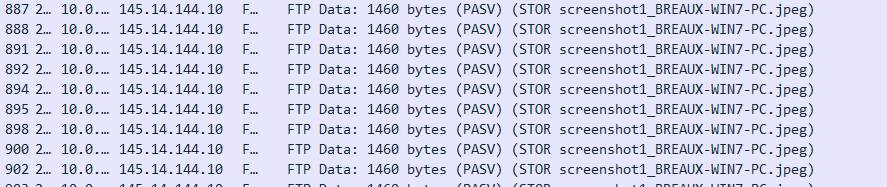 887 2… 10.0.… 145.14.144.10 F… FTP Data: 1460 bytes (PASV) (STOR screenshot1_BREAUX-WIN7-PC.jpeg)
888 2… 10.0.… 145.14.144.10 F… FTP Data: 1460 bytes (PASV) (STOR screenshot1_BREAUX-WIN7-PC.jpeg)
891 2… 10.0.… 145.14.144.10 F… FTP Data: 1460 bytes (PASV) (STOR screenshot1_BREAUX-WIN7-PC.jpeg)
892 2… 10.0.… 145.14.144.10 F… FTP Data: 1460 bytes (PASV) (STOR screenshot1_BREAUX-WIN7-PC.jpeg)
894 2… 10.0.… 145.14.144.10 F… FTP Data: 1460 bytes (PASV) (STOR screenshot1_BREAUX-WIN7-PC.jpeg)
895 2… 10.0.… 145.14.144.10 F… FTP Data: 1460 bytes (PASV) (STOR screenshot1_BREAUX-WIN7-PC.jpeg)
898 2… 10.0.… 145.14.144.10 F… FTP Data: 1460 bytes (PASV) (STOR screenshot1_BREAUX-WIN7-PC.jpeg)
900 2… 10.0.… 145.14.144.10 F… FTP Data: 1460 bytes (PASV) (STOR screenshot1_BREAUX-WIN7-PC.jpeg)
902 2… 10.0.… 145.14.144.10 F… FTP Data: 1460 bytes (PASV) (STOR screenshot1_BREAUX-WIN7-PC.jpeg)